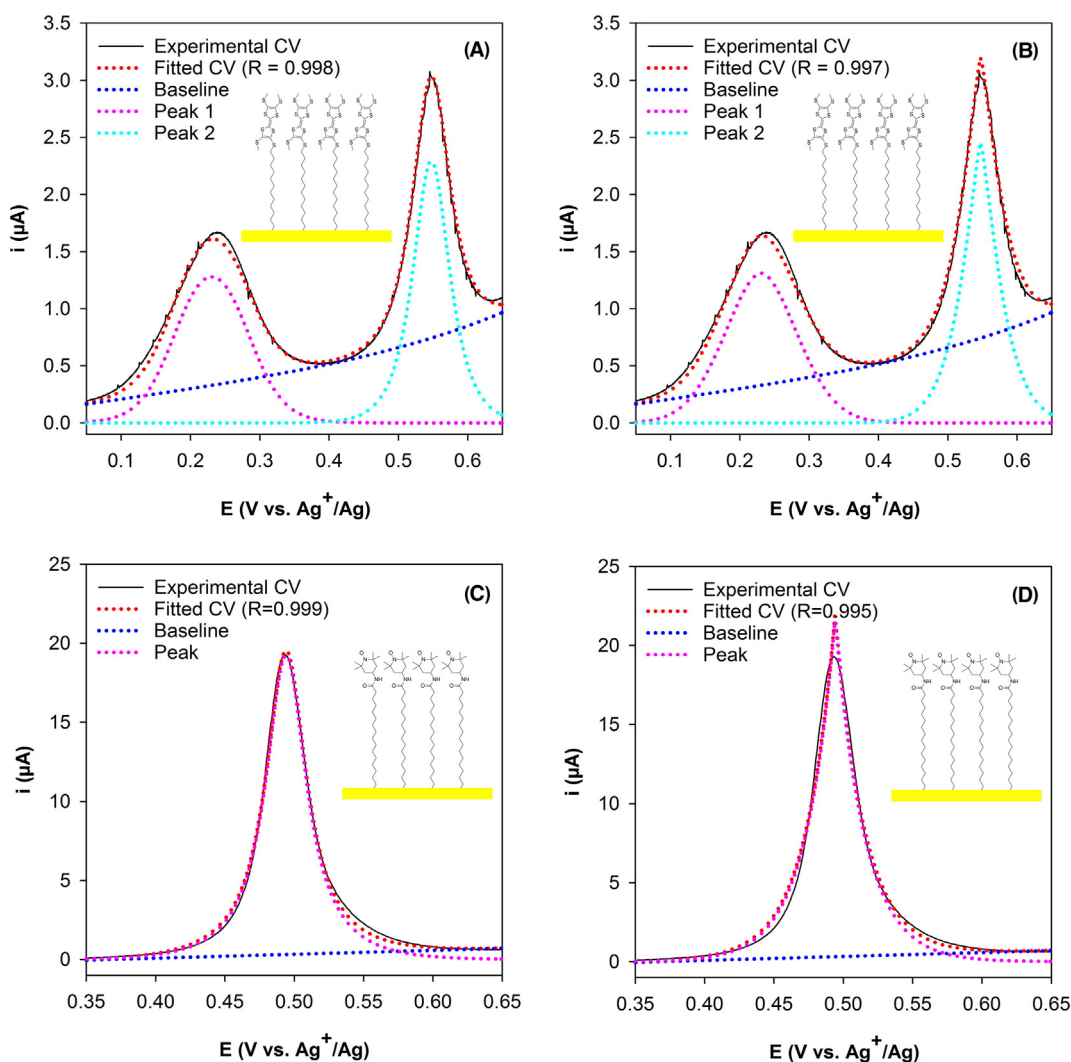 (A)
Experimental CV
Fitted CV (R = 0.998)
Baseline
Peak 1
Peak 2
3.5
3.0
2.5
2.0
1.5
1.0
0.5
0.0
i (µA)
0.1 0.2 0.3 0.4 0.5 0.6
E (V vs. Ag⁺/Ag)
(B)
Experimental CV
Fitted CV (R = 0.997)
Baseline
Peak 1
Peak 2
3.5
3.0
2.5
2.0
1.5
1.0
0.5
0.0
i (µA)
0.1 0.2 0.3 0.4 0.5 0.6
E (V vs. Ag⁺/Ag)
(C)
Experimental CV
Fitted CV (R=0.999)
Baseline
Peak
25
20
15
10
5
0
i (µA)
0.35 0.40 0.45 0.50 0.55 0.60 0.65
E (V vs. Ag⁺/Ag)
(D)
Experimental CV
Fitted CV (R=0.995)
Baseline
Peak
25
20
15
10
5
0
i (µA)
0.35 0.40 0.45 0.50 0.55 0.60 0.65
E (V vs. Ag⁺/Ag)